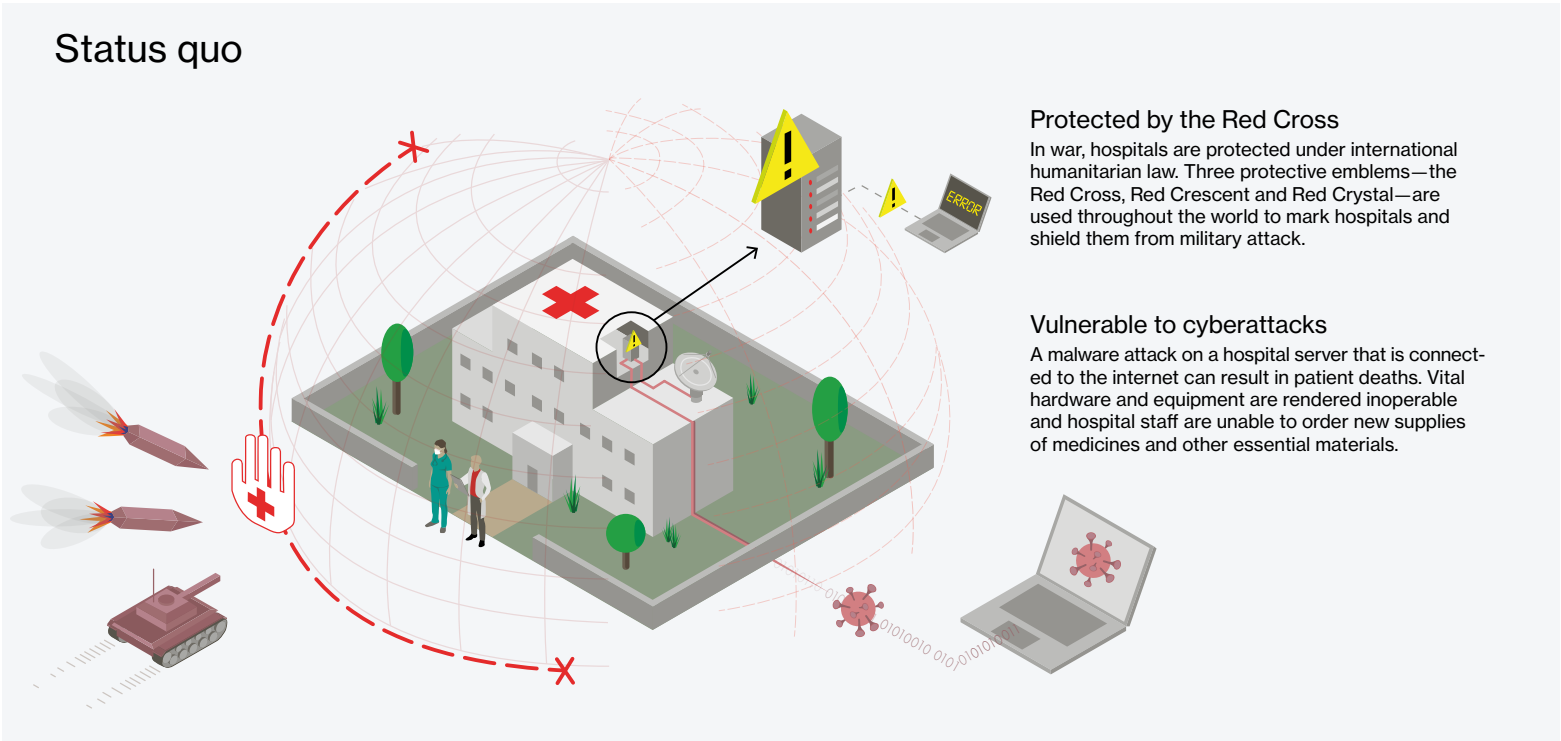 Status quo
Protected by the Red Cross
In war, hospitals are protected under international
humanitarian law. Three protective emblems—the
Red Cross, Red Crescent and Red Crystal—are
used throughout the world to mark hospitals and
shield them from military attack.
ERROR
Vulnerable to cyberattacks
A malware attack on a hospital server that is connect-
ed to the internet can result in patient deaths. Vital
hardware and equipment are rendered inoperable
and hospital staff are unable to order new supplies
of medicines and other essential materials.
01010010 010